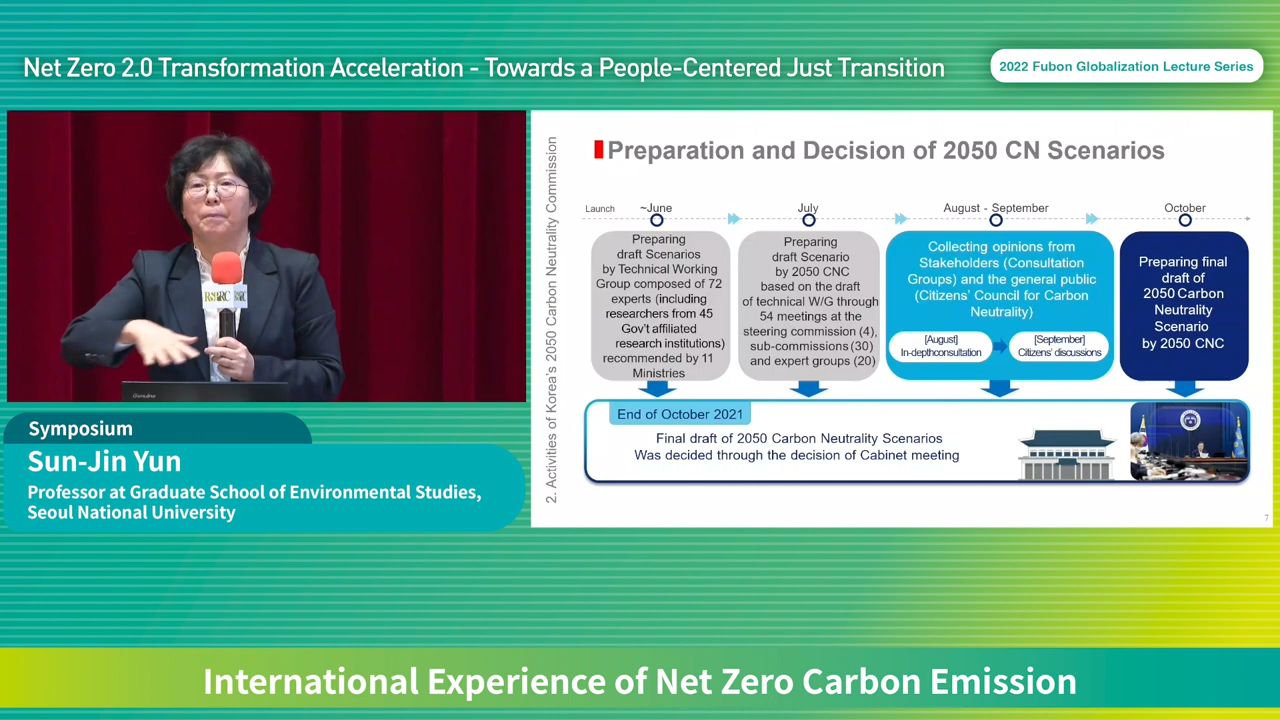 Net Zero 2.0 Transformation Acceleration - Towards a People-Centered Just Transition
2022 Fubon Globalization Lecture Series
RSPRC
Symposium
Sun-Jin Yun
Professor at Graduate School of Environmental Studies,
Seoul National University
2. Activities of Korea's 2050 Carbon Neutrality Commission
Preparation and Decision of 2050 CN Scenarios
Launch
~June
July
August - September
October
Preparing
draft Scenarios
by Technical Working
Group composed of 72
experts (including
researchers from 45
Gov't affiliated
research institutions)
recommended by 11
Ministries
Preparing
draft Scenario
by 2050 CNC
based on the draft
of technical W/G through
54 meetings at the
steering commission (4),
sub-commissions (30)
and expert groups (20)
Collecting opinions from
Stakeholders (Consultation
Groups) and the general public
(Citizens' Council for Carbon
Neutrality)
[August]
In-depthconsultation
[September]
Citizens' discussions
Preparing final
draft of
2050 Carbon
Neutrality
Scenario
by 2050 CNC
End of October 2021
Final draft of 2050 Carbon Neutrality Scenarios
Was decided through the decision of Cabinet meeting
7
International Experience of Net Zero Carbon Emission